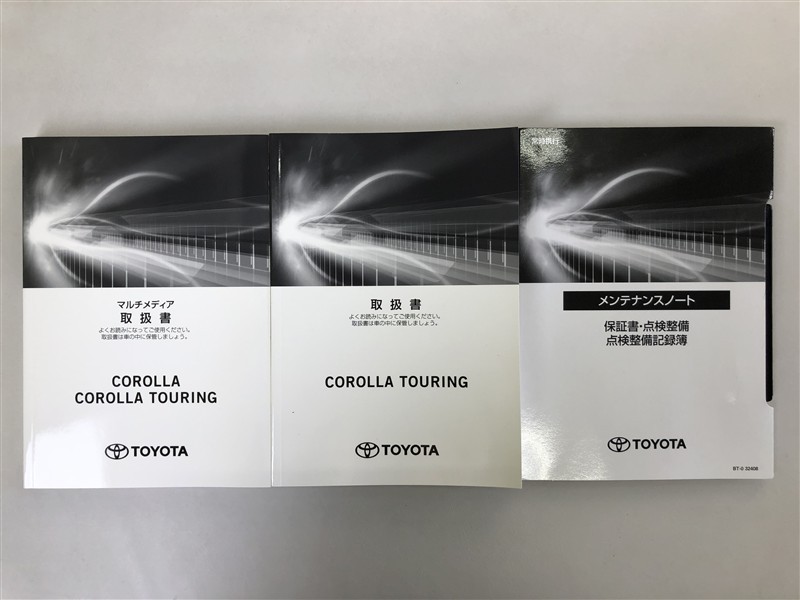 マルチメディア
取扱書
よくお読みになってご使用ください。
取扱書は車の中に保管しましょう。
COROLLA
COROLLA TOURING
TOYOTA
取扱書
よくお読みになってご使用ください。
取扱書は車の中に保管しましょう。
COROLLA TOURING
TOYOTA
常時携行
メンテナンスノート
保証書・点検整備
点検整備記録簿
TOYOTA